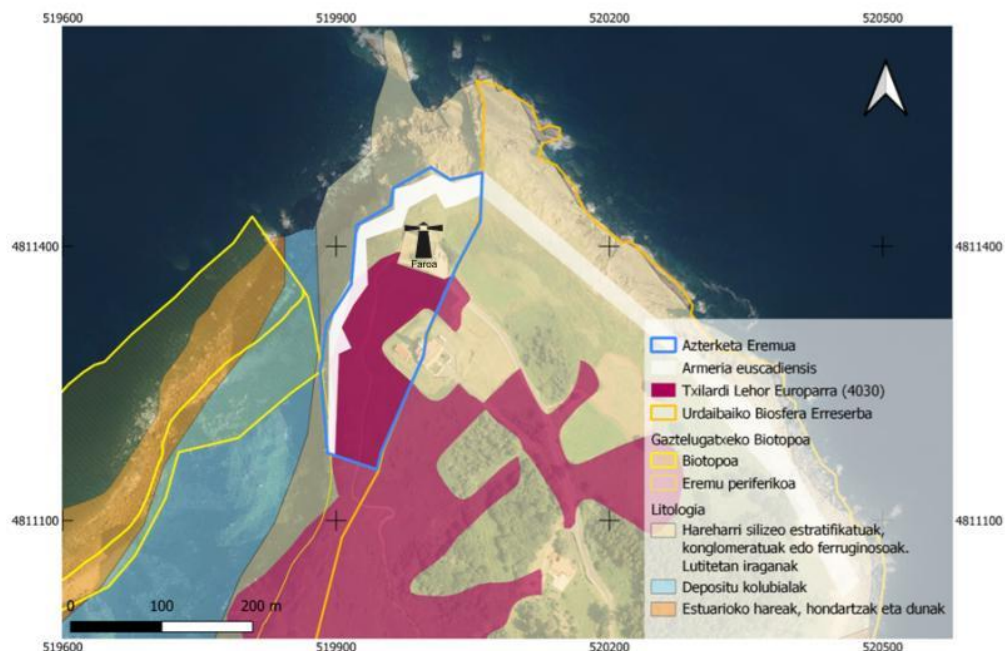 519600
519900
520200
520500
4811400
4811400
Faroa
Azterketa Eremua
Armeria euscadiensis
Txilardi Lehor Europarra (4030)
Urdaibaiko Biosfera Erreserba
Gaztelugatxeko Biotopoa
Biotopoa
Eremu periferikoa
Litologia
Hareharri silizeo estratifikatuak,
konglomeratuak edo ferruginosoak.
Lutitetan iraganak
Depositu kolubialak
Estuarioko hareak, hondartzak eta dunak
4811100
4811100
0
100
200 m
519600
519900
520200
520500